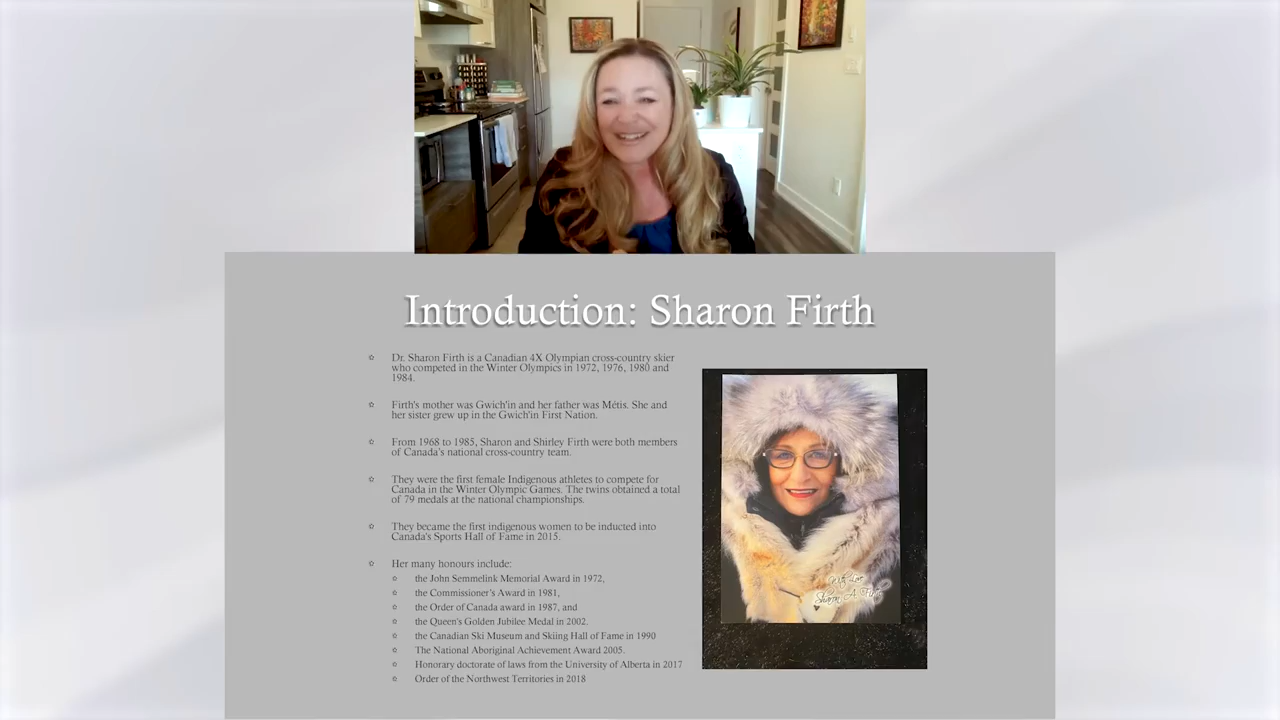 Introduction: Sharon Firth
Dr. Sharon Firth is a Canadian 4X Olympian cross-country skier
who competed in the Winter Olympics in 1972, 1976, 1980 and
1984.
Firth's mother was Gwich'in and her father was Métis. She and
her sister grew up in the Gwich'in First Nation.
From 1968 to 1985, Sharon and Shirley Firth were both members
of Canada's national cross-country team.
They were the first female Indigenous athletes to compete for
Canada in the Winter Olympic Games. The twins obtained a total
of 79 medals at the national championships.
They became the first indigenous women to be inducted into
Canada's Sports Hall of Fame in 2015.
Her many honours include:
the John Semmelink Memorial Award in 1972,
the Commissioner's Award in 1981,
the Order of Canada award in 1987, and
the Queen's Golden Jubilee Medal in 2002.
the Canadian Ski Museum and Skiing Hall of Fame in 1990
The National Aboriginal Achievement Award 2005.
Honorary doctorate of laws from the University of Alberta in 2017
Order of the Northwest Territories in 2018
With Love
Sharon A. Firth